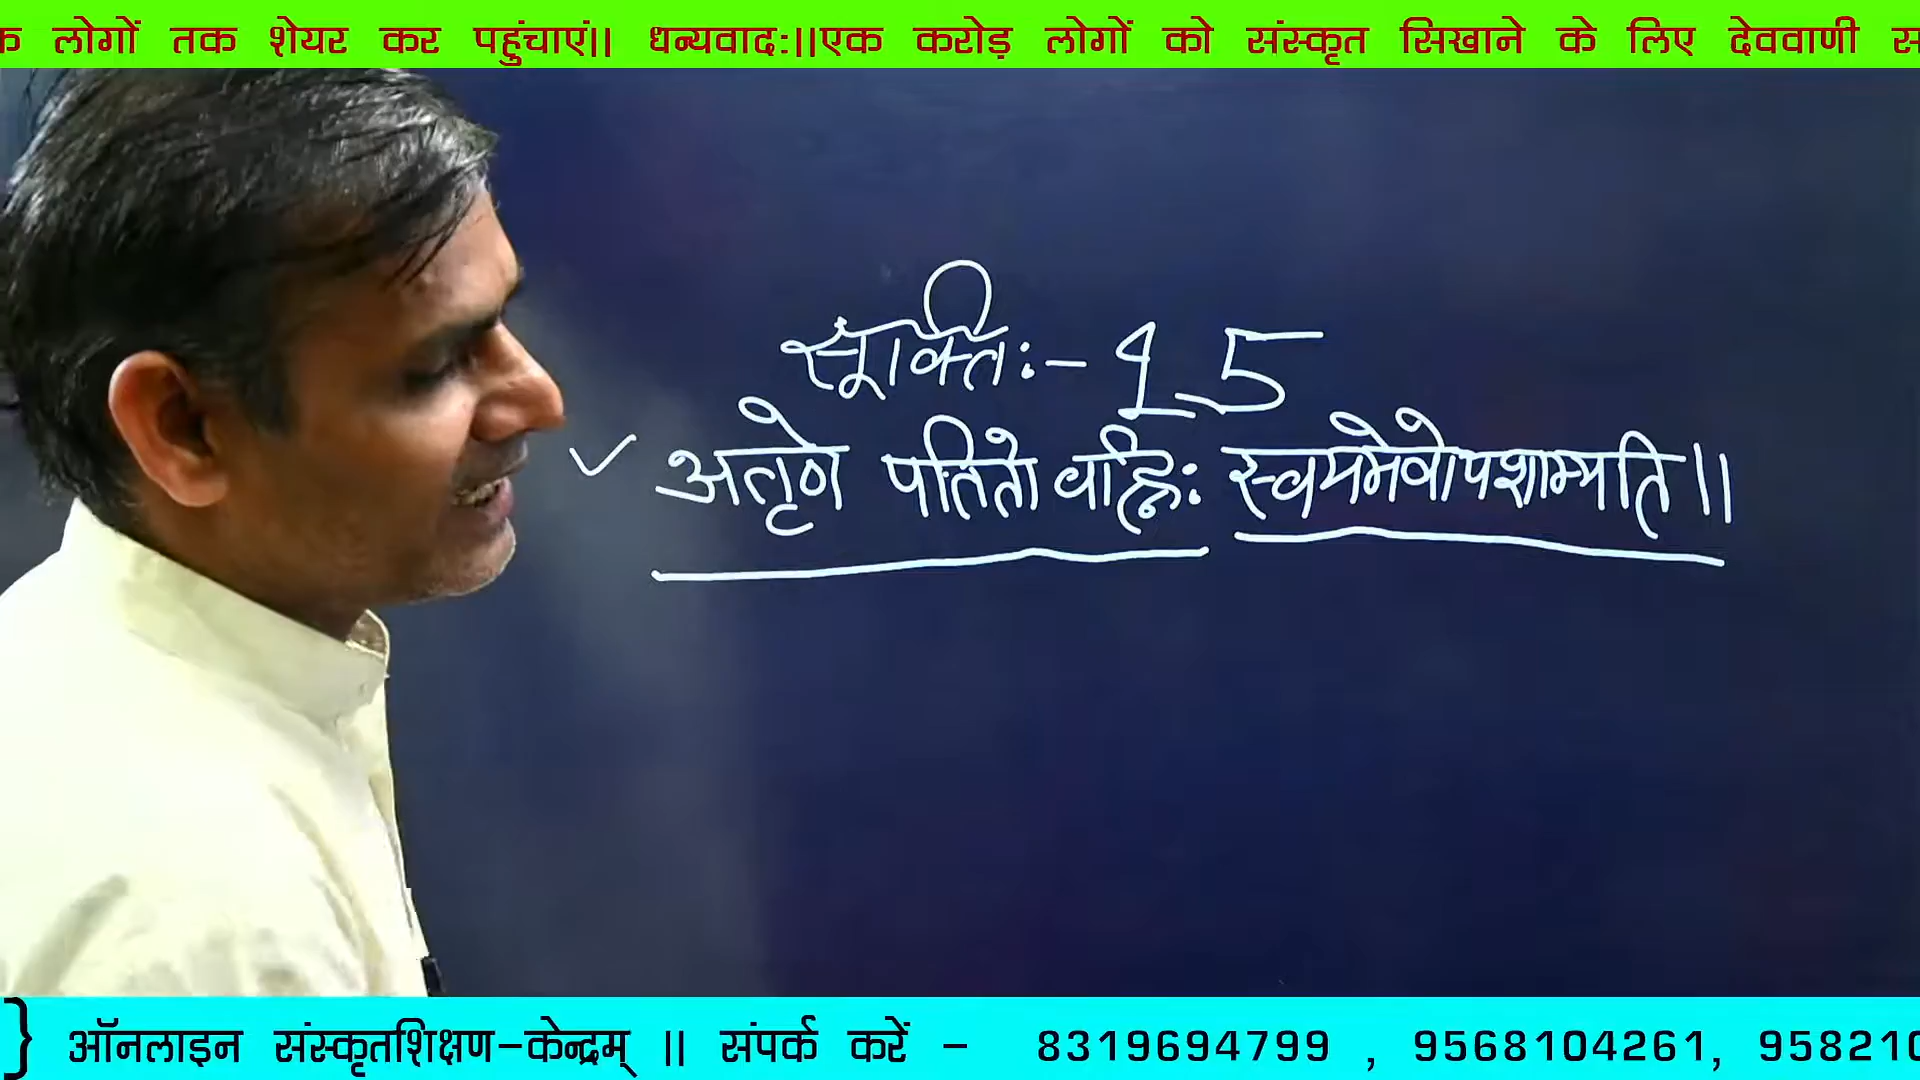 लोगों तक शेयर कर पहुंचाएं।। धन्यवाद:।।एक करोड़ लोगों को संस्कृत सिखाने के लिए देववाणी
सूक्तिः- 15
अतृणे पतितो वह्निः स्वयमेवोपशाम्यति।।
} ऑनलाइन संस्कृतशिक्षण-केन्द्रम् ॥ संपर्क करें - 8319694799 , 9568104261, 95821